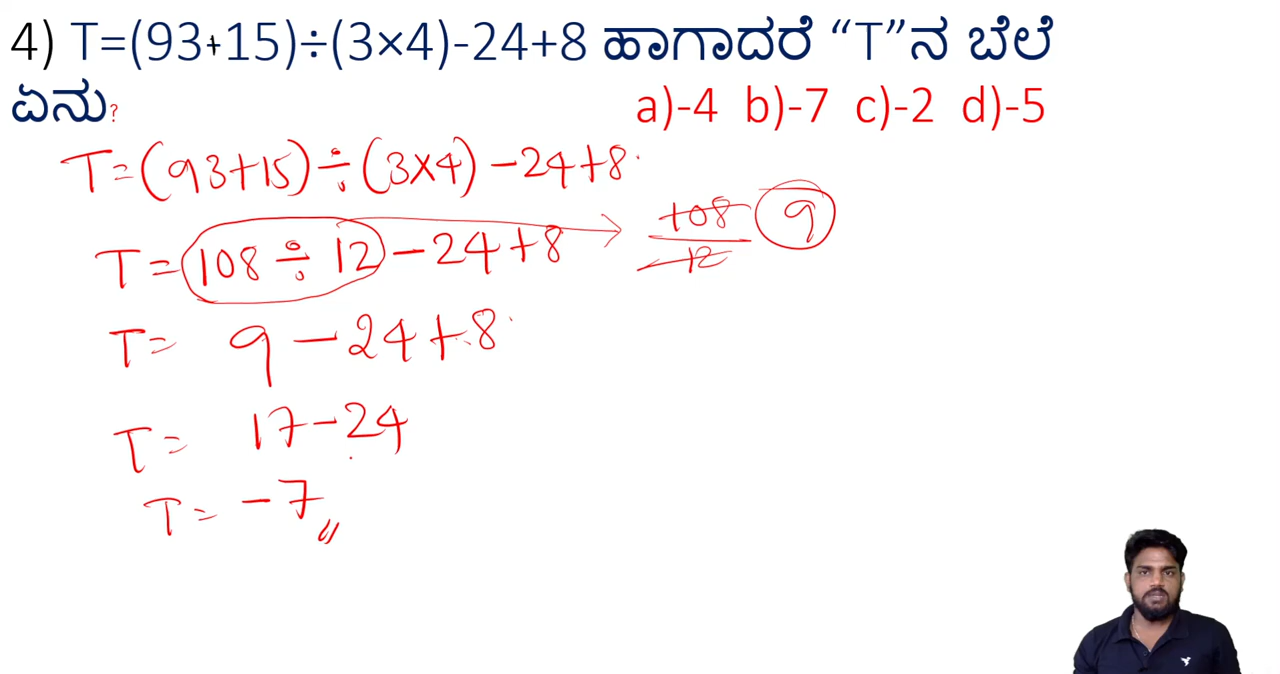 4) T=(93+15)÷(3×4)-24+8 ಹಾಗಾದರೆ “T”ನ ಬೆಲೆ
ಏನು? a)-4 b)-7 c)-2 d)-5
T=(93+15)÷(3×4)-24+8
T=108÷12-24+8 108/12 9
T= 9-24+8
T= 17-24
T= -7